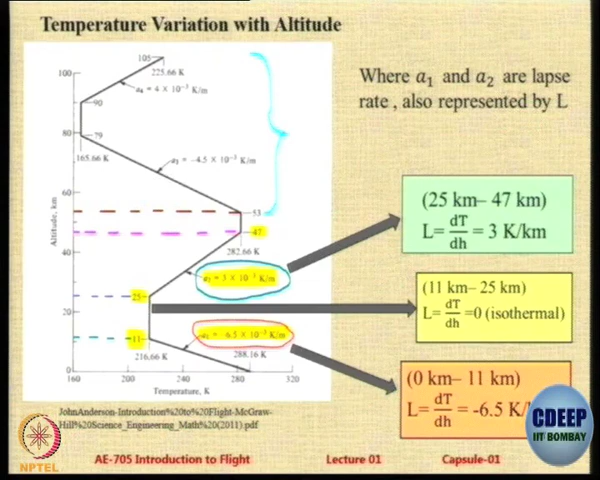 Temperature Variation with Altitude
105
100
225.66 K
a₄ = 4 × 10⁻³ K/m
90
80
79
165.66 K
a₃ = −4.5 × 10⁻³ K/m
60
53
47
Altitude, km
40
282.66 K
a₂ = 3 × 10⁻³ K/m
25
20
11
a₁ = −6.5 × 10⁻³ K/m
216.66 K
288.16 K
0
160
200
240
280
320
Temperature, K
Where a₁ and a₂ are lapse
rate , also represented by L
(25 km– 47 km)
L= dT/dh = 3 K/km
(11 km– 25 km)
L= dT/dh =0 (isothermal)
(0 km– 11 km)
L= dT/dh = -6.5 K/
JohnAnderson-Introduction%20to%20Flight-McGraw-
Hill%20Science_Engineering_Math%20(2011).pdf
CDEEP
IIT BOMBAY
NPTEL
AE-705 Introduction to Flight
Lecture 01
Capsule-01